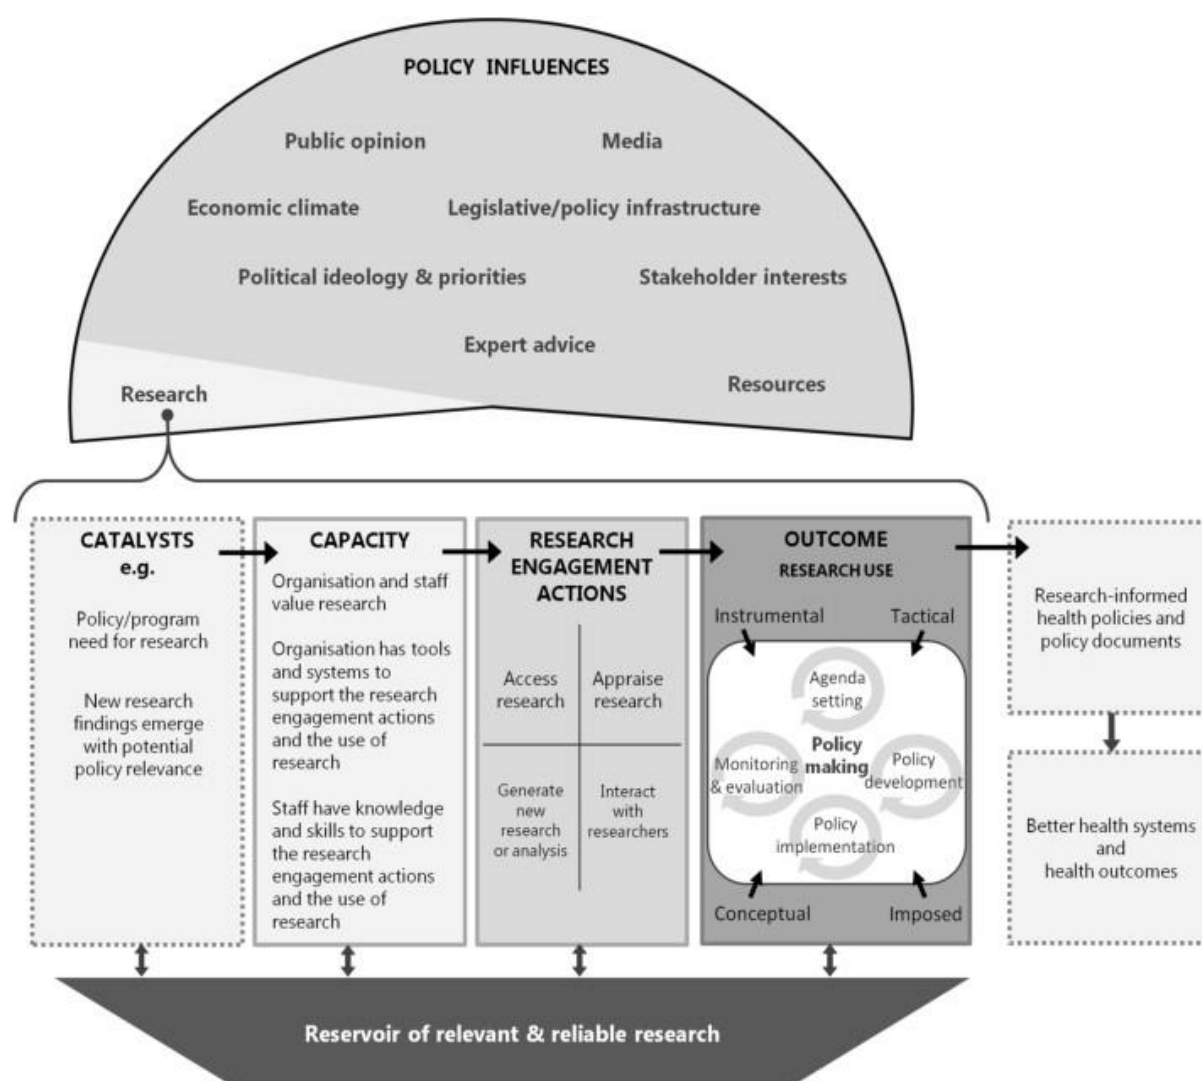 POLICY INFLUENCES
Public opinion
Media
Economic climate
Legislative/policy infrastructure
Political ideology & priorities
Stakeholder interests
Expert advice
Resources
Research
CATALYSTS
e.g.
Policy/program
need for research
New research
findings emerge
with potential
policy relevance
CAPACITY
Organisation and staff
value research
Organisation has tools
and systems to
support the research
engagement actions
and the use of
research
Staff have knowledge
and skills to support
the research
engagement actions
and the use of
research
RESEARCH
ENGAGEMENT
ACTIONS
Access
research
Appraise
research
Generate
new
research
or analysis
Interact
with
researchers
OUTCOME
RESEARCH USE
Instrumental
Tactical
Agenda
setting
Policy
making
Monitoring
& evaluation
Policy
development
Policy
implementation
Conceptual
Imposed
Research-informed
health policies and
policy documents
Better health systems
and
health outcomes
Reservoir of relevant & reliable research